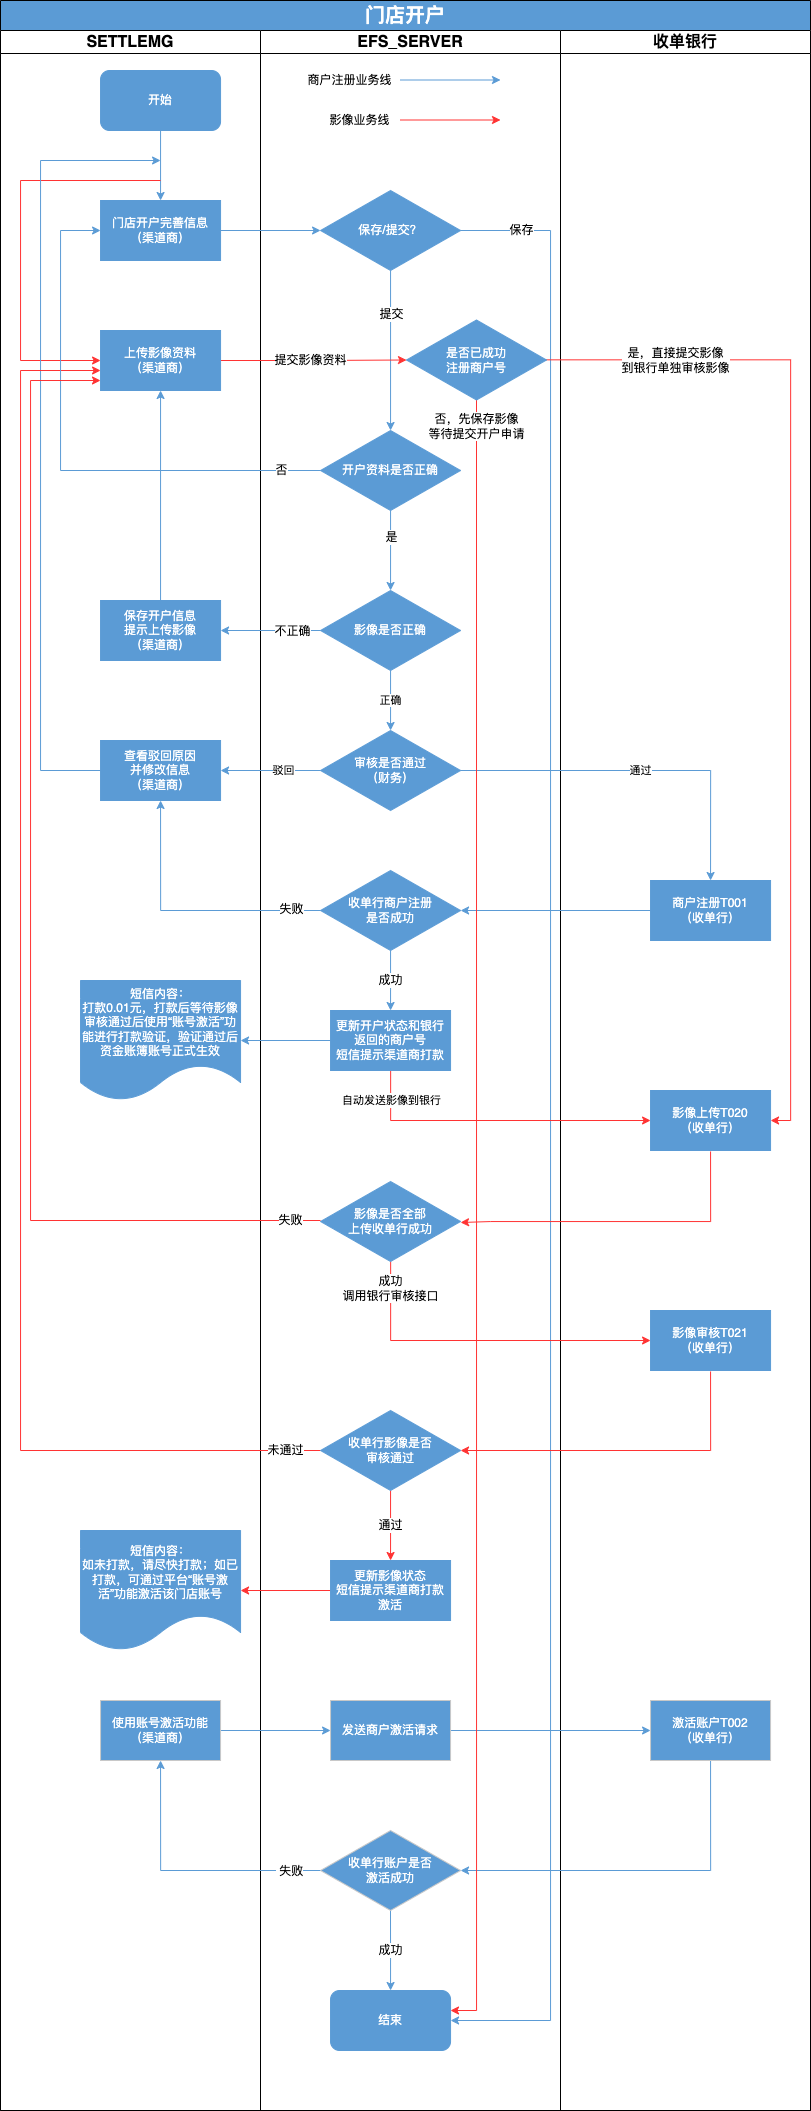 门店开户
SETTLEMG
EFS_SERVER
收单银行
商户注册业务线
开始
影像业务线
门店开户完善信息
（渠道商）
保存/提交?
保存
提交
上传影像资料
（渠道商）
提交影像资料
是否已成功
注册商户号
是，直接提交影像
到银行单独审核影像
否，先保存影像
等待提交开户申请
否
开户资料是否正确
是
保存开户信息
提示上传影像
（渠道商）
不正确
影像是否正确
正确
查看驳回原因
并修改信息
（渠道商）
驳回
审核是否通过
（财务）
通过
失败
收单行商户注册
是否成功
商户注册T001
（收单行）
成功
短信内容：
打款0.01元，打款后等待影像
审核通过后使用“账号激活”功
能进行打款验证，验证通过后
资金账簿账号正式生效
更新开户状态和银行
返回的商户号
短信提示渠道商打款
自动发送影像到银行
影像上传T020
（收单行）
失败
影像是否全部
上传收单行成功
成功
调用银行审核接口
影像审核T021
（收单行）
未通过
收单行影像是否
审核通过
通过
短信内容：
如未打款，请尽快打款；如已
打款，可通过平台“账号激
活”功能激活该门店账号
更新影像状态
短信提示渠道商打款
激活
使用账号激活功能
（渠道商）
发送商户激活请求
激活账户T002
（收单行）
失败
收单行账户是否
激活成功
成功
结束